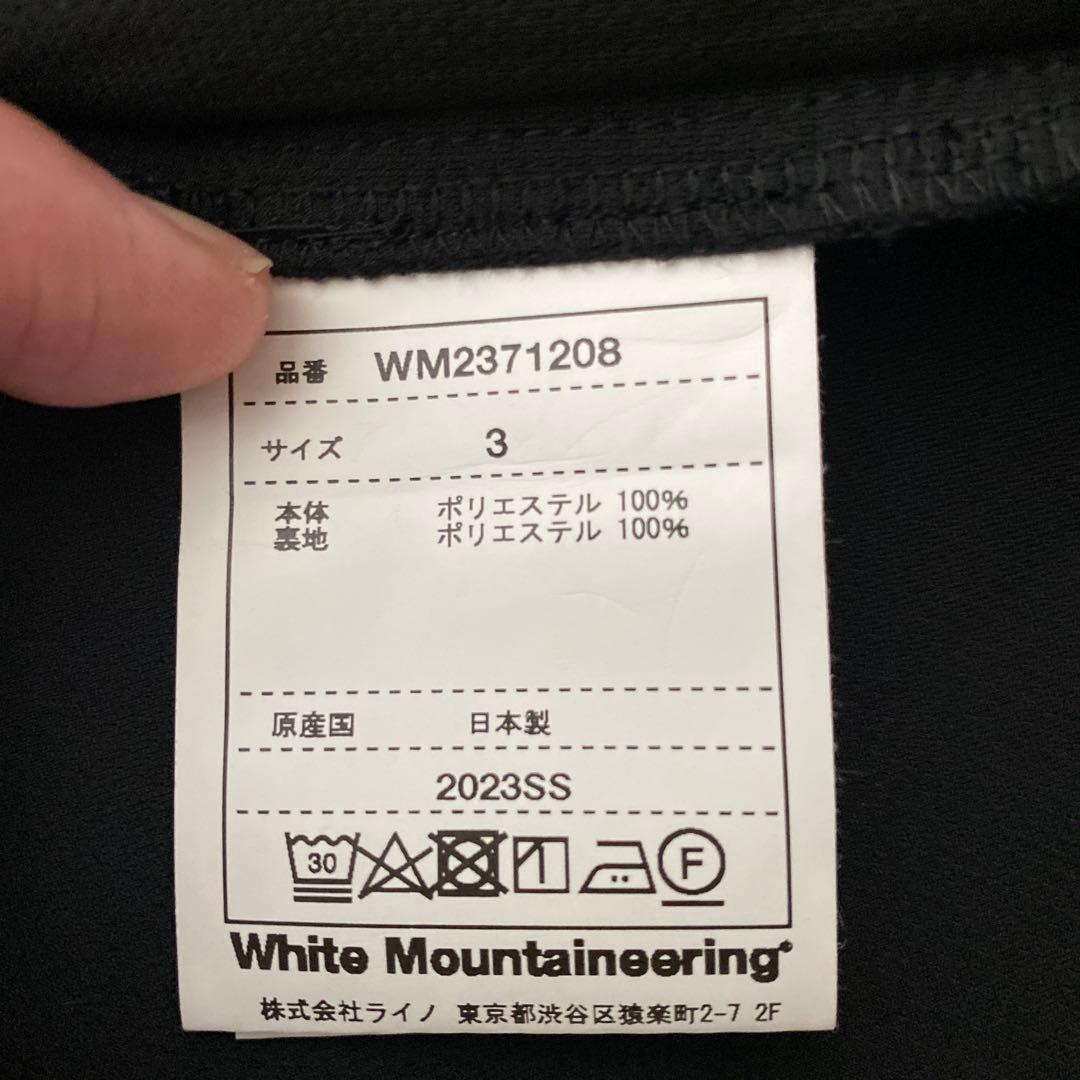 品番 WM2371208
サイズ 3
本体 ポリエステル 100%
裏地 ポリエステル 100%
原産国 日本製
2023SS
30 F
White Mountaineering
株式会社ライノ 東京都渋谷区猿楽町2-7 2F